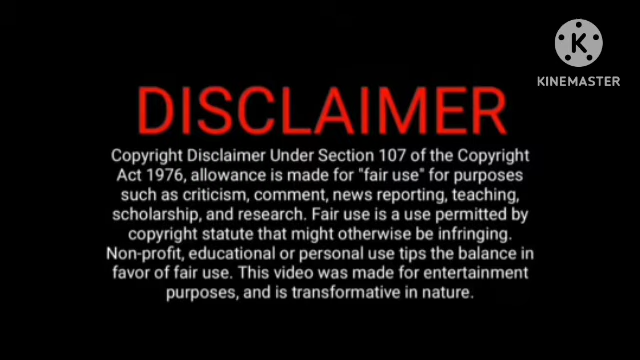 K
KINEMASTER
DISCLAIMER
Copyright Disclaimer Under Section 107 of the Copyright
Act 1976, allowance is made for "fair use" for purposes
such as criticism, comment, news reporting, teaching,
scholarship, and research. Fair use is a use permitted by
copyright statute that might otherwise be infringing.
Non-profit, educational or personal use tips the balance in
favor of fair use. This video was made for entertainment
purposes, and is transformative in nature.